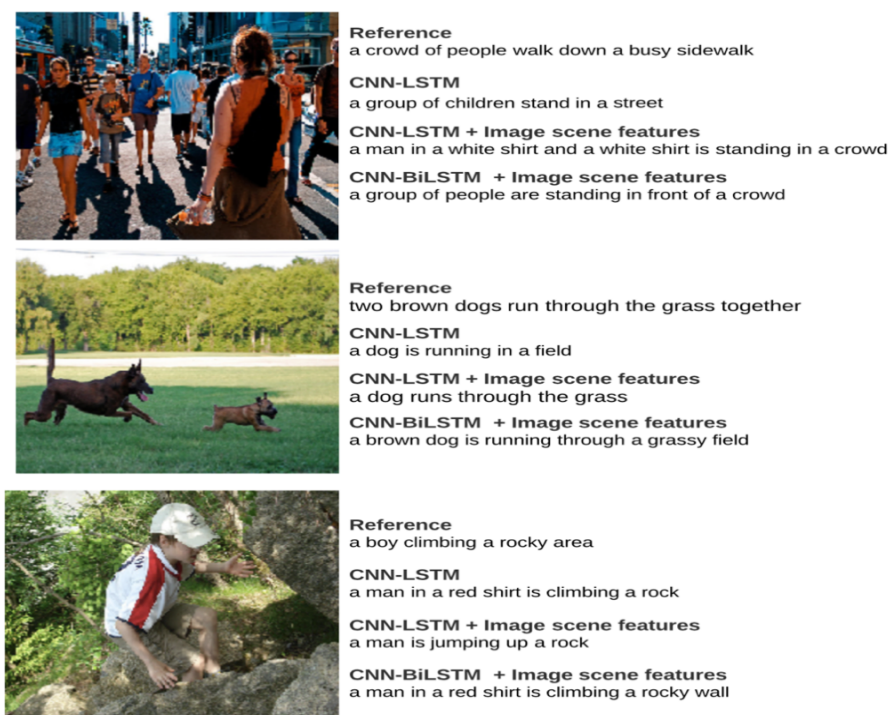 Reference
a crowd of people walk down a busy sidewalk
CNN-LSTM
a group of children stand in a street
CNN-LSTM + Image scene features
a man in a white shirt and a white shirt is standing in a crowd
CNN-BiLSTM + Image scene features
a group of people are standing in front of a crowd
Reference
two brown dogs run through the grass together
CNN-LSTM
a dog is running in a field
CNN-LSTM + Image scene features
a dog runs through the grass
CNN-BiLSTM + Image scene features
a brown dog is running through a grassy field
Reference
a boy climbing a rocky area
CNN-LSTM
a man in a red shirt is climbing a rock
CNN-LSTM + Image scene features
a man is jumping up a rock
CNN-BiLSTM + Image scene features
a man in a red shirt is climbing a rocky wall